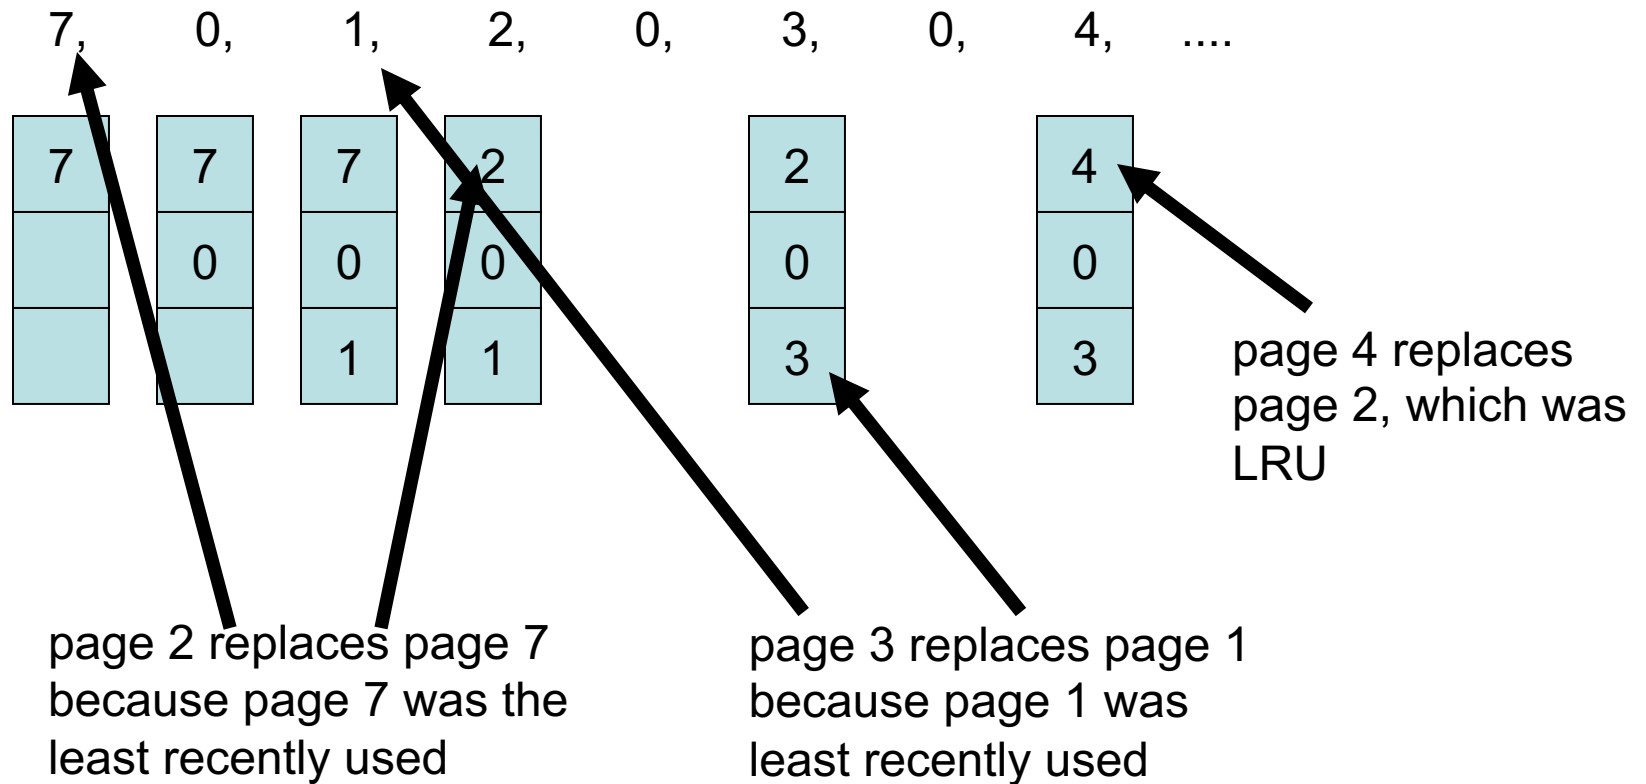 7, 0, 1, 2, 0, 3, 0, 4, ....
7 7 7 2 2 4
0 0 0 0 0
1 1 3 3
page 4 replaces
page 2, which was
LRU
page 2 replaces page 7
because page 7 was the
least recently used
page 3 replaces page 1
because page 1 was
least recently used